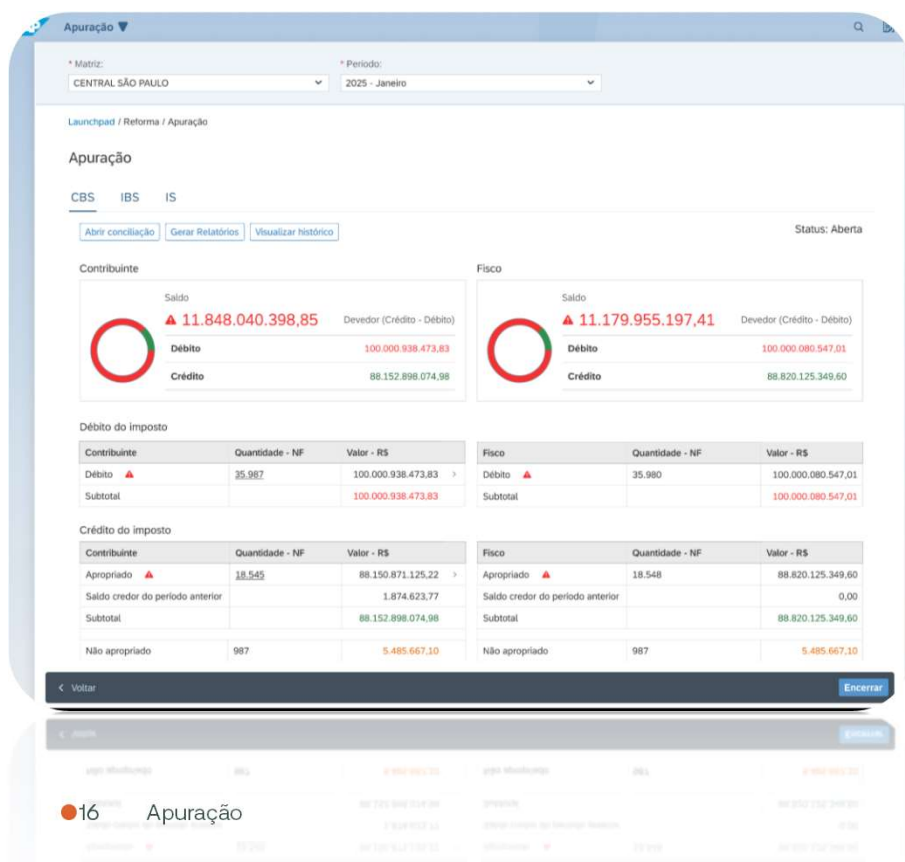 Apuração
* Matriz: * Período:
CENTRAL SÃO PAULO 2025 - Janeiro
Launchpad / Reforma / Apuração
Apuração
CBS IBS IS
Abrir conciliação Gerar Relatórios Visualizar histórico Status: Aberta
Contribuinte Fisco
Saldo Saldo
11.848.040.398,85 Devedor (Crédito - Débito) 11.179.955.197,41 Devedor (Crédito - Débito)
Débito 100.000.938.473,83 Débito 100.000.080.547,01
Crédito 88.152.898.074,98 Crédito 88.820.125.349,60
Débito do imposto
Contribuinte Quantidade - NF Valor - R$ Fisco Quantidade - NF Valor - R$
Débito 35.987 100.000.938.473,83 > Débito 35.980 100.000.080.547,01
Subtotal 100.000.938.473,83 Subtotal 100.000.080.547,01
Crédito do imposto
Contribuinte Quantidade - NF Valor - R$ Fisco Quantidade - NF Valor - R$
Apropriado 18.545 88.150.871.125,22 > Apropriado 18.548 88.820.125.349,60
Saldo credor do período anterior 1.874.623,77 Saldo credor do período anterior 0,00
Subtotal 88.152.898.074,98 Subtotal 88.820.125.349,60
Não apropriado 987 5.485.667,10 Não apropriado 987 5.485.667,10
< Voltar Encerrar
16 Apuração